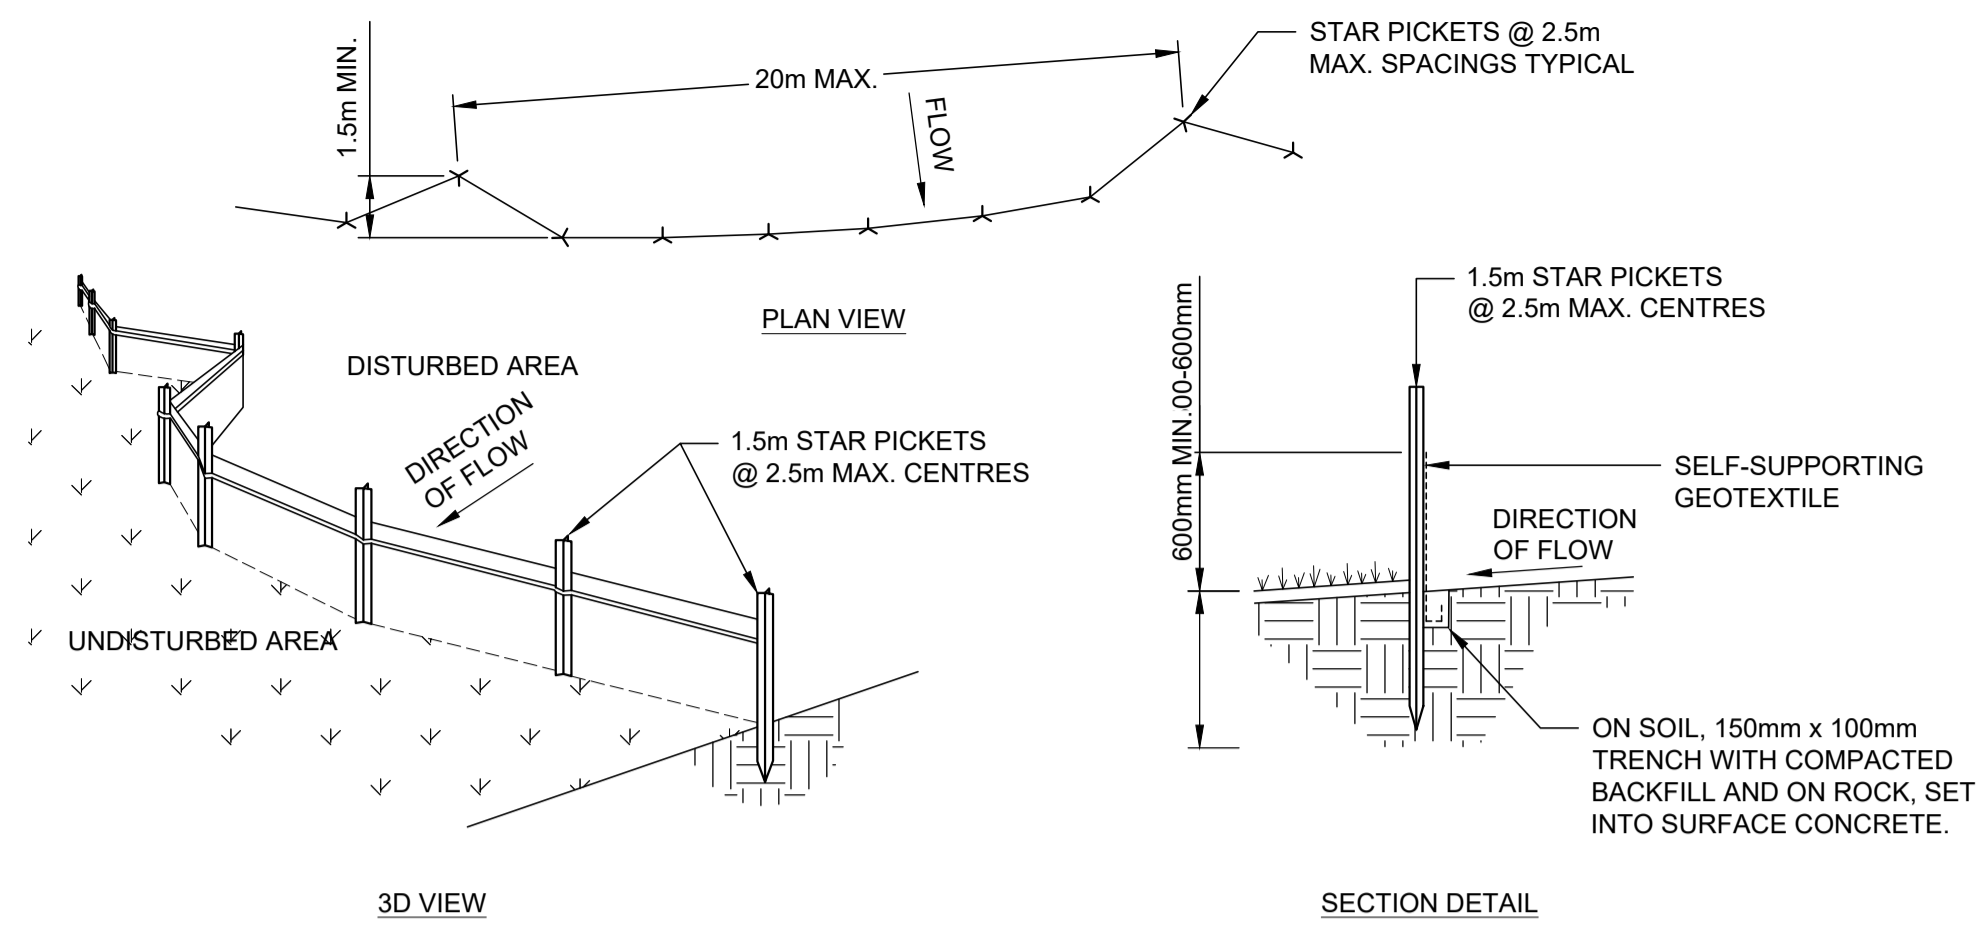 STAR PICKETS @ 2.5m
MAX. SPACINGS TYPICAL
20m MAX.
1.5m MIN.
FLOW
PLAN VIEW
DISTURBED AREA
DIRECTION
OF FLOW
1.5m STAR PICKETS
@ 2.5m MAX. CENTRES
UNDISTURBED AREA
3D VIEW
1.5m STAR PICKETS
@ 2.5m MAX. CENTRES
600mm MIN.00-600mm
SELF-SUPPORTING
GEOTEXTILE
DIRECTION
OF FLOW
ON SOIL, 150mm x 100mm
TRENCH WITH COMPACTED
BACKFILL AND ON ROCK, SET
INTO SURFACE CONCRETE.
SECTION DETAIL